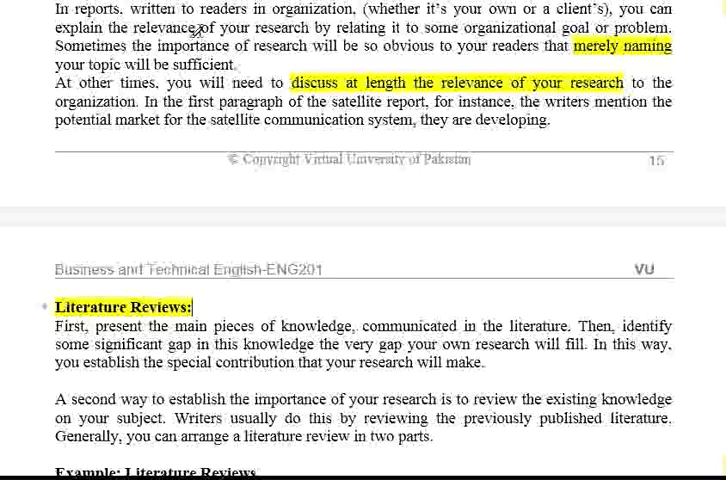 In reports, written to readers in organization, (whether it's your own or a client's), you can
explain the relevance of your research by relating it to some organizational goal or problem.
Sometimes the importance of research will be so obvious to your readers that merely naming
your topic will be sufficient.
At other times, you will need to discuss at length the relevance of your research to the
organization. In the first paragraph of the satellite report, for instance, the writers mention the
potential market for the satellite communication system, they are developing.
© Copyright Virtual University of Pakistan 15
Business and Technical English-ENG201 VU
Literature Reviews:
First, present the main pieces of knowledge, communicated in the literature. Then, identify
some significant gap in this knowledge the very gap your own research will fill. In this way,
you establish the special contribution that your research will make.
A second way to establish the importance of your research is to review the existing knowledge
on your subject. Writers usually do this by reviewing the previously published literature.
Generally, you can arrange a literature review in two parts.
Example: Literature Reviews